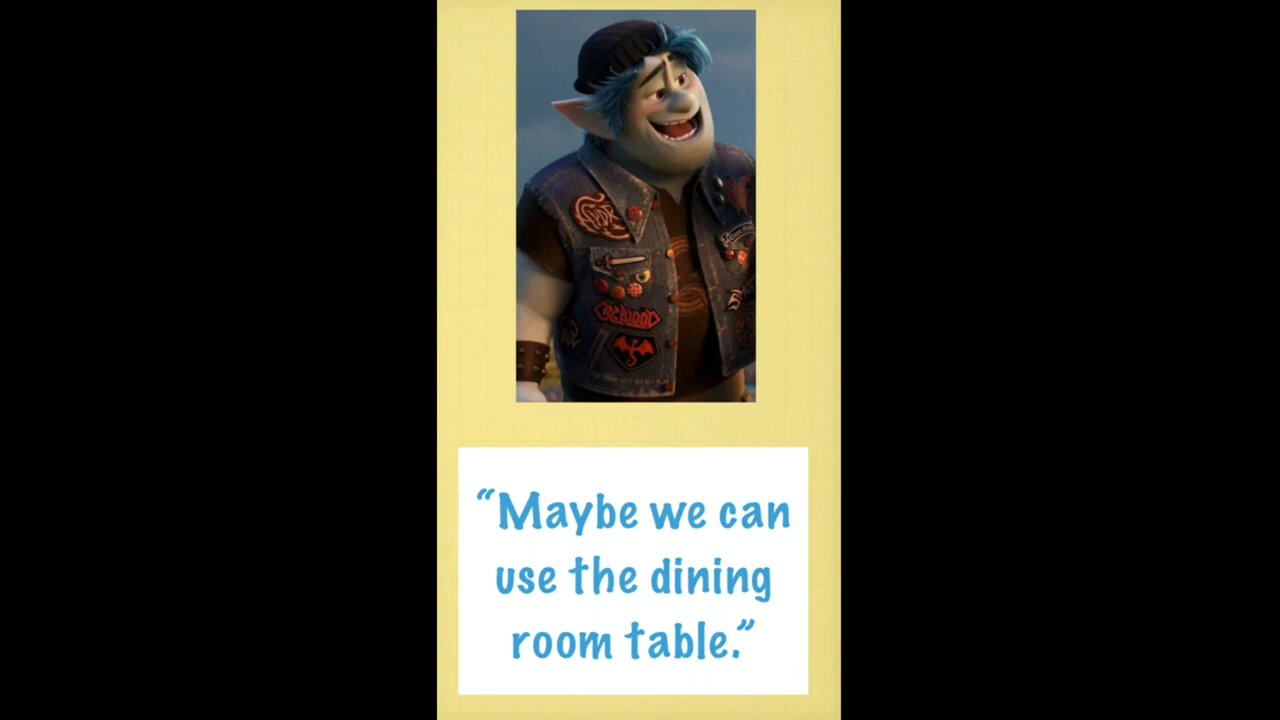 “Maybe we can
use the dining
room table.”